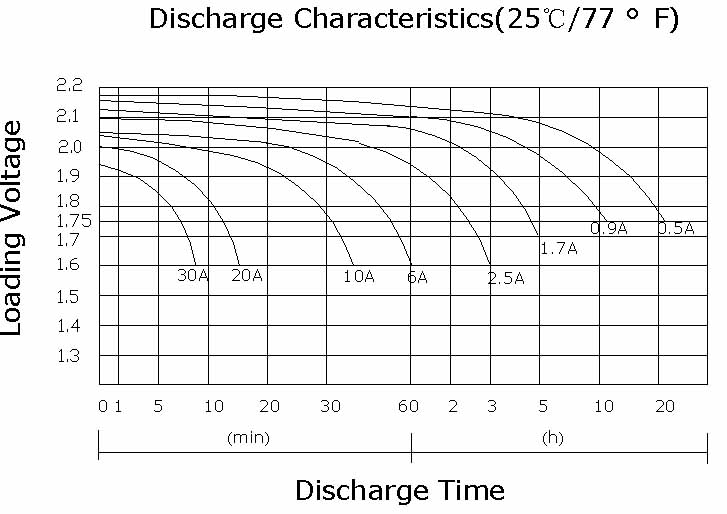 Discharge Characteristics(25℃/77 ° F)
Loading Voltage
2.2
2.1
2.0
1.9
1.8
1.75
1.7
1.6
1.5
1.4
1.3
0.9A 0.5A
1.7A
30A 20A 10A 6A 2.5A
0 1 5 10 20 30 60 2 3 5 10 20
(min) (h)
Discharge Time